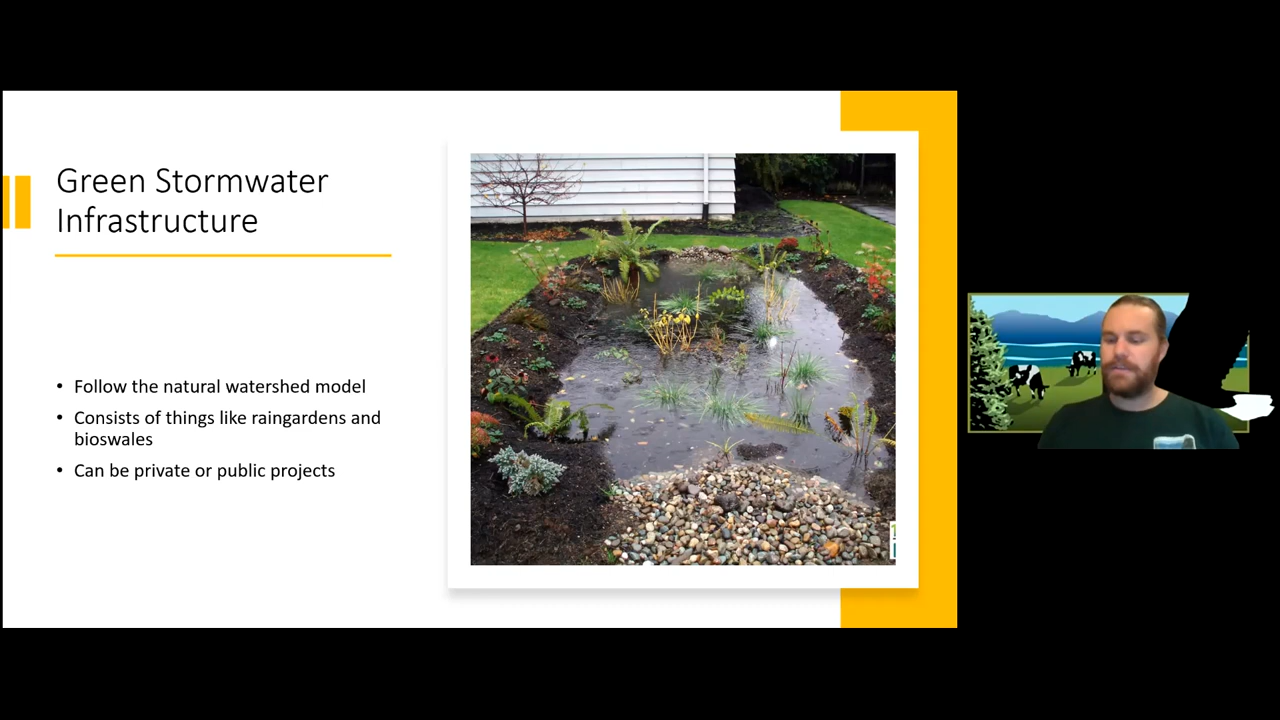 Green Stormwater
Infrastructure
• Follow the natural watershed model
• Consists of things like raingardens and
bioswales
• Can be private or public projects